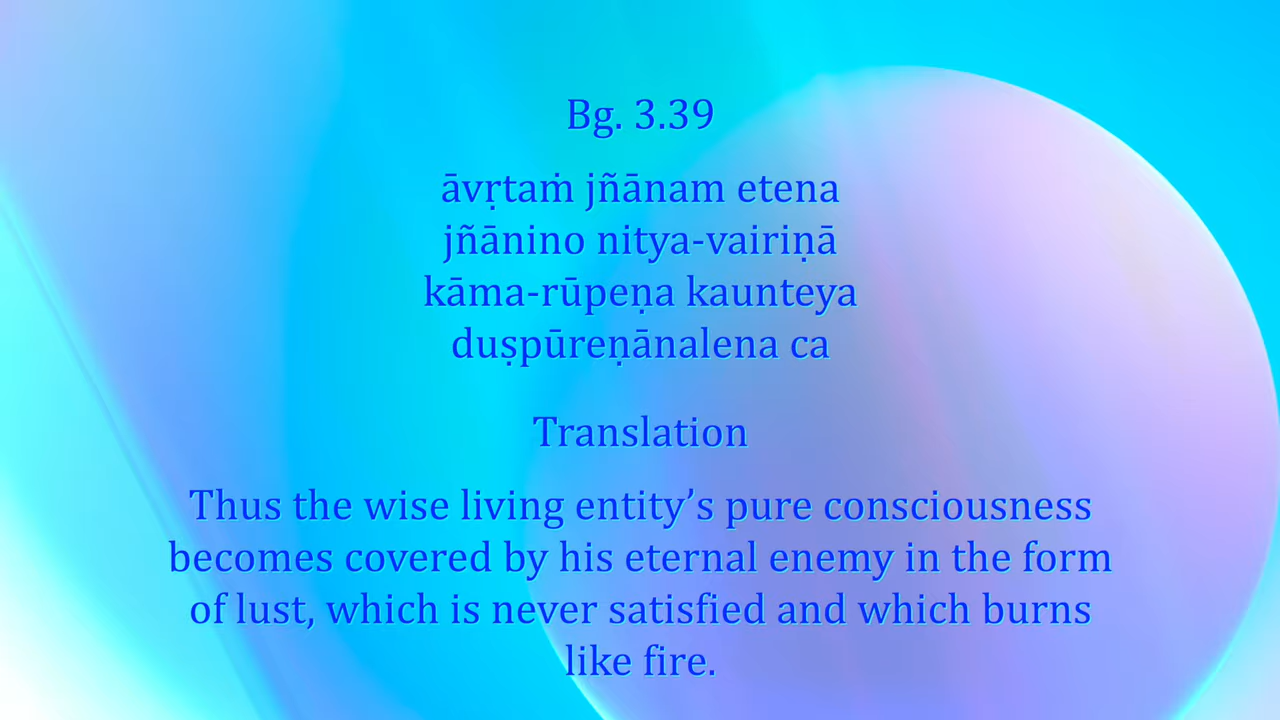 Bg. 3.39
āvṛtaṁ jñānam etena
jñānino nitya-vairiṇā
kāma-rūpeṇa kaunteya
duṣpūreṇānalena ca
Translation
Thus the wise living entity’s pure consciousness
becomes covered by his eternal enemy in the form
of lust, which is never satisfied and which burns
like fire.